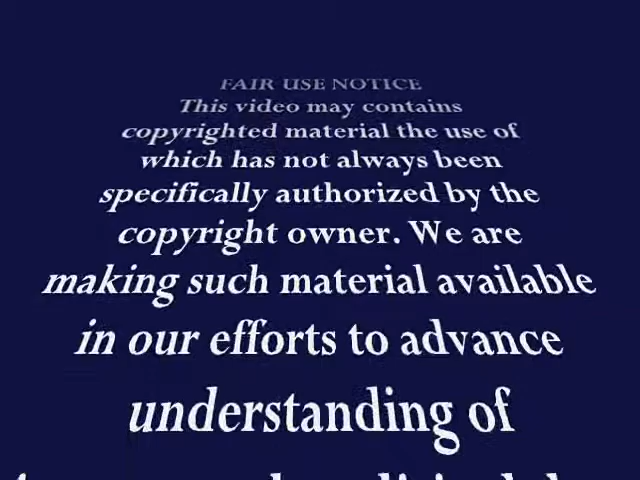 FAIR USE NOTICE
This video may contains
copyrighted material the use of
which has not always been
specifically authorized by the
copyright owner. We are
making such material available
in our efforts to advance
understanding of